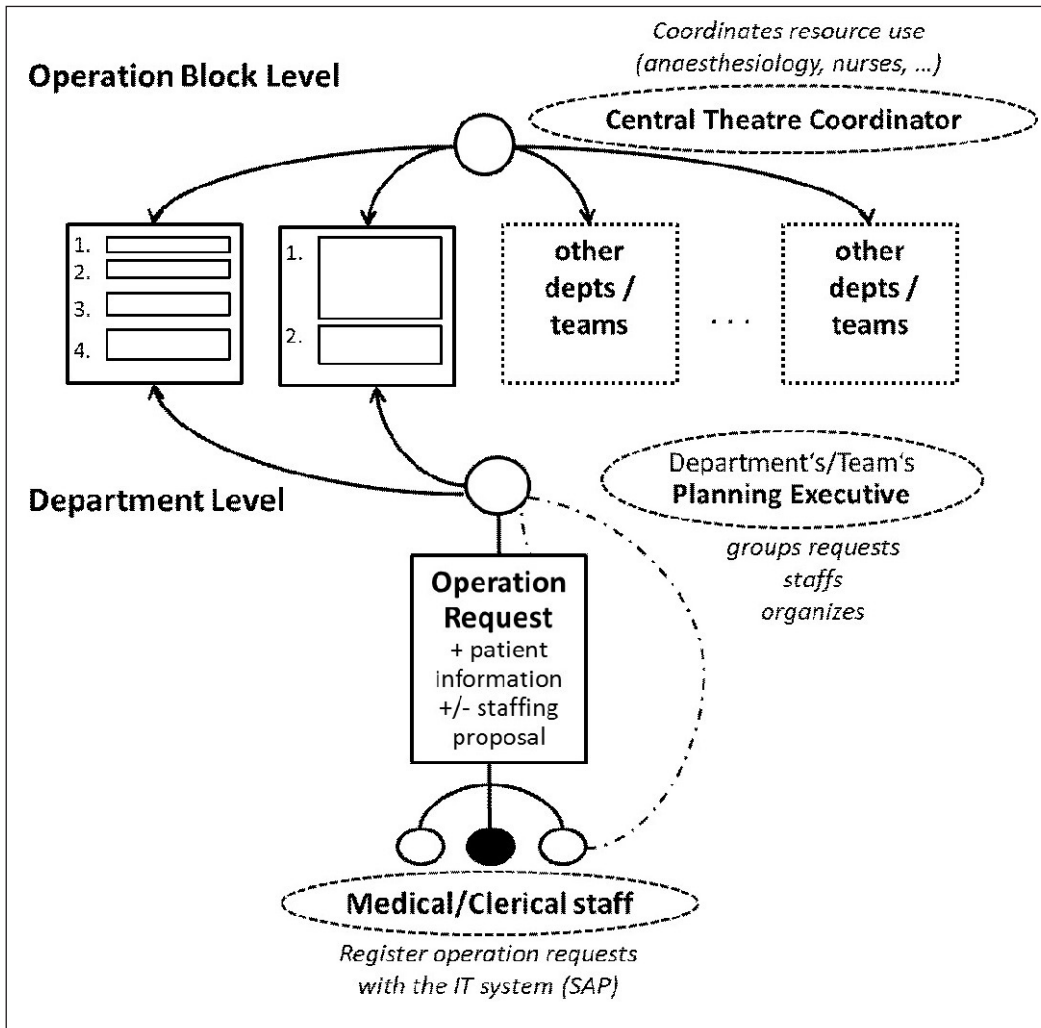 Coordinates resource use
(anaesthesiology, nurses, ...)
Operation Block Level
Central Theatre Coordinator
1.
2.
3.
4.
1.
2.
other
depts /
teams
. . .
other
depts /
teams
Department's/Team's
Planning Executive
Department Level
groups requests
staffs
organizes
Operation
Request
+ patient
information
+/- staffing
proposal
Medical/Clerical staff
Register operation requests
with the IT system (SAP)